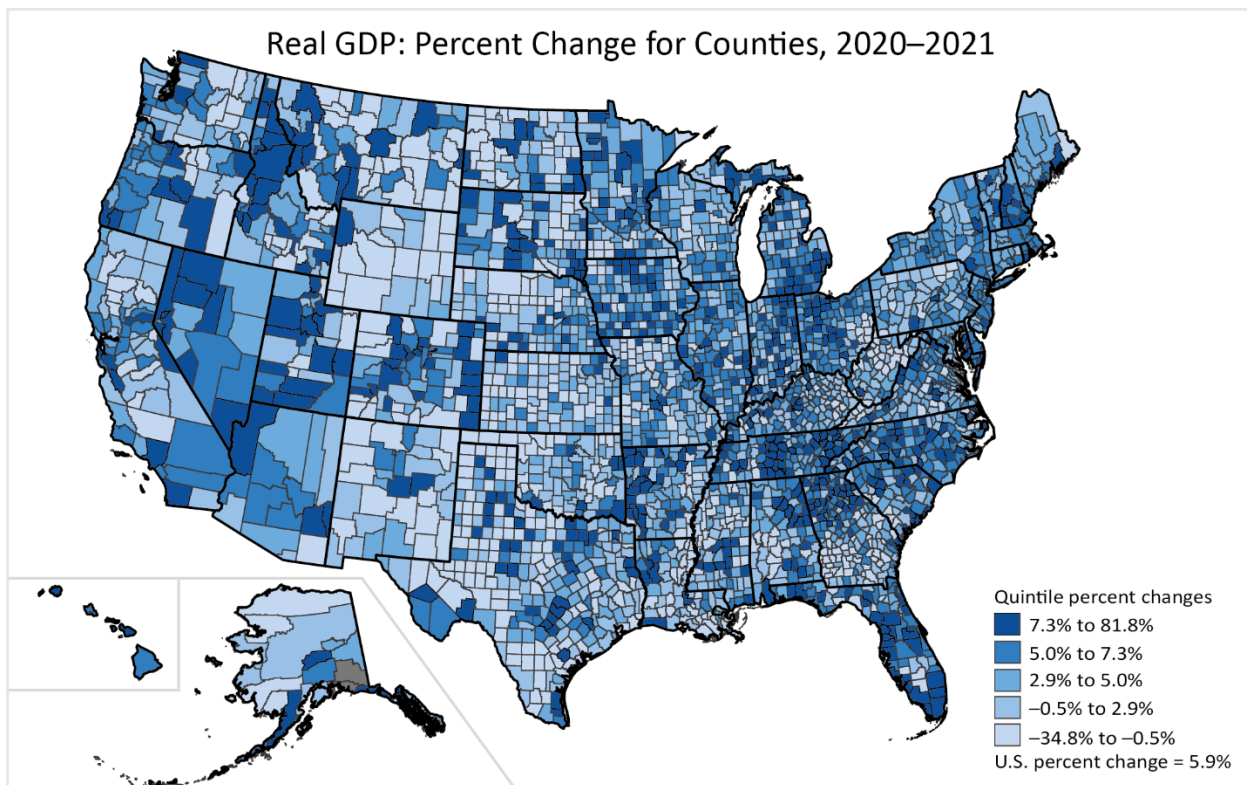 Real GDP: Percent Change for Counties, 2020–2021
Quintile percent changes
7.3% to 81.8%
5.0% to 7.3%
2.9% to 5.0%
−0.5% to 2.9%
−34.8% to −0.5%
U.S. percent change = 5.9%